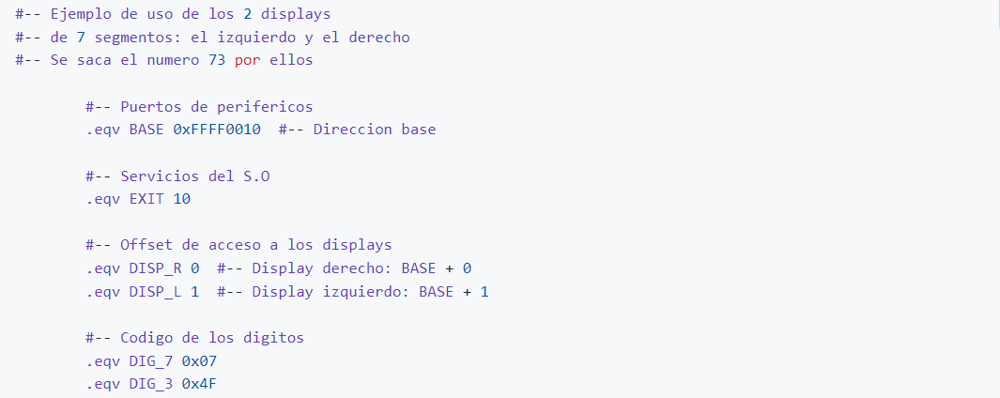 #-- Ejemplo de uso de los 2 displays
#-- de 7 segmentos: el izquierdo y el derecho
#-- Se saca el numero 73 por ellos
#-- Puertos de perifericos
.eqv BASE 0xFFFF0010  #-- Direccion base
#-- Servicios del S.O
.eqv EXIT 10
#-- Offset de acceso a los displays
.eqv DISP_R 0  #-- Display derecho: BASE + 0
.eqv DISP_L 1  #-- Display izquierdo: BASE + 1
#-- Codigo de los digitos
.eqv DIG_7 0x07
.eqv DIG_3 0x4F